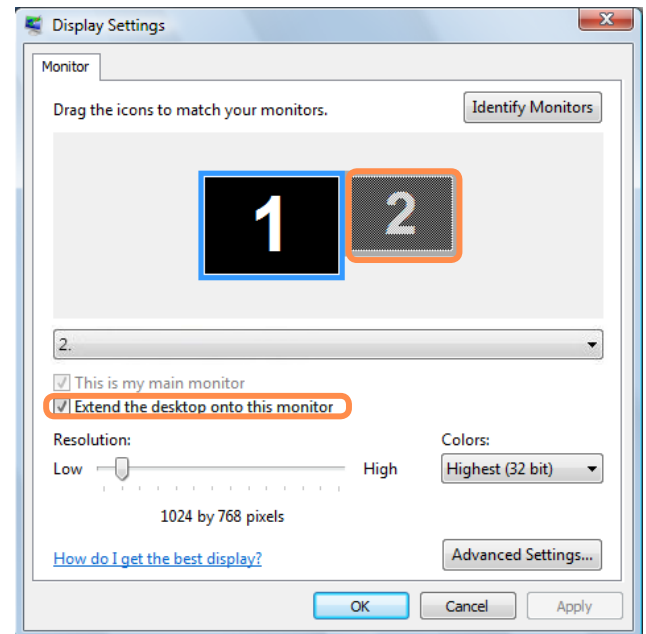 Display Settings
Monitor
Drag the icons to match your monitors.
Identify Monitors
1
2
2.
This is my main monitor
Extend the desktop onto this monitor
Resolution:
Colors:
Low
High
Highest (32 bit)
1024 by 768 pixels
How do I get the best display?
Advanced Settings...
OK
Cancel
Apply